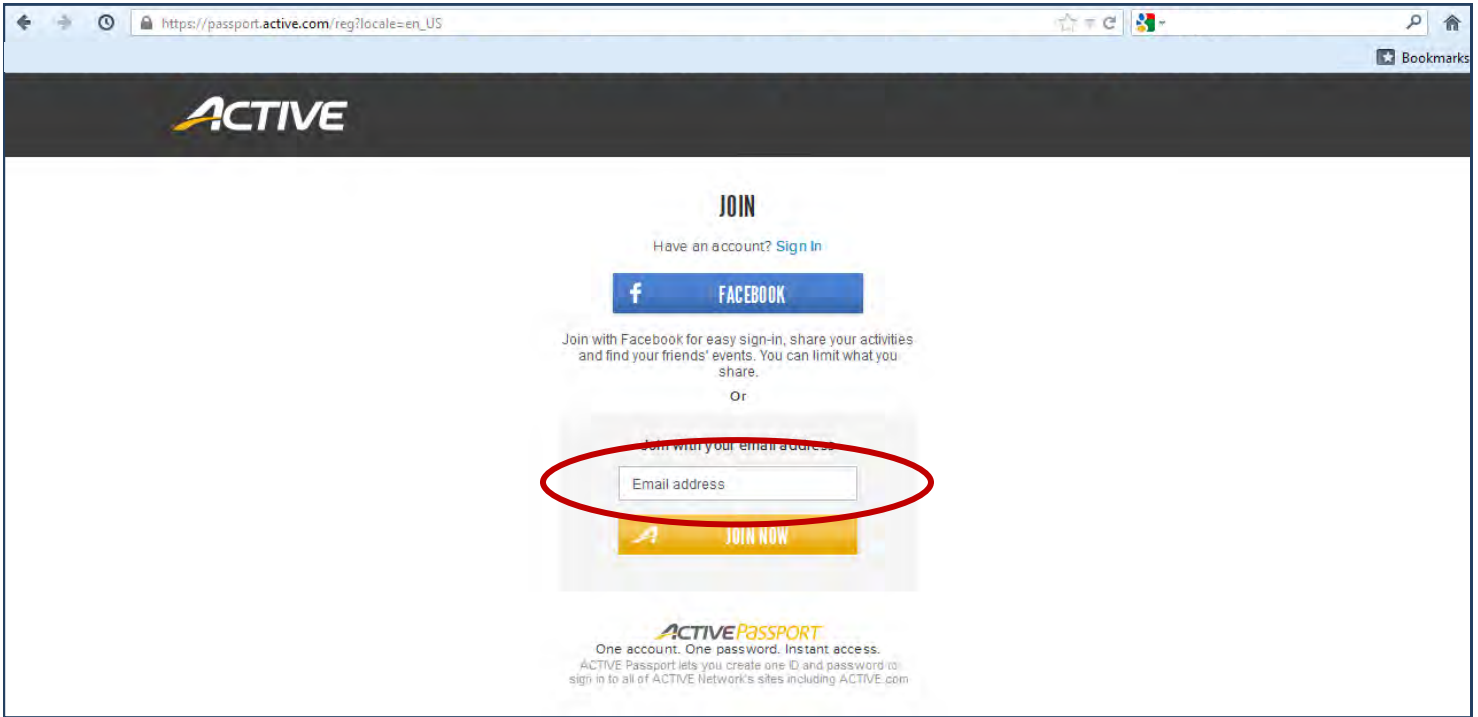 https://passport.active.com/reg?locale=en_US
Bookmarks
ACTIVE
JOIN
Have an account? Sign In
f FACEBOOK
Join with Facebook for easy sign-in, share your activities
and find your friends' events. You can limit what you
share.
Or
Join with your email address
Email address
JOIN NOW
ACTIVE PASSPORT
One account. One password. Instant access.
ACTIVE Passport lets you create one ID and password to
sign in to all of ACTIVE Network's sites including ACTIVE.com